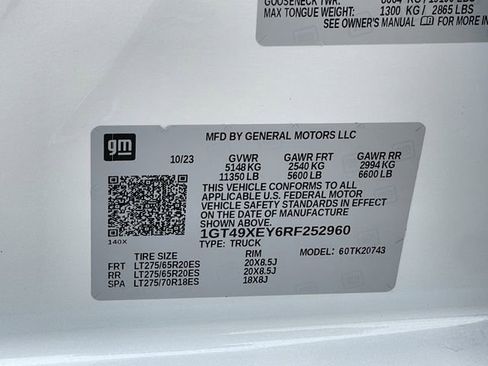 MAX TONGUE WEIGHT: 1300 KG / 2865 LBS
SEE OWNER'S MANUAL FOR MORE
gm
MFD BY GENERAL MOTORS LLC
10/23 GVWR GAWR FRT GAWR RR
5148 KG 2540 KG 2994 KG
11350 LB 5600 LB 6600 LB
THIS VEHICLE CONFORMS TO ALL
APPLICABLE U.S. FEDERAL MOTOR
VEHICLE SAFETY STANDARDS IN EFFECT
ON THE DATE OF MANUFACTURE
SHOWN ABOVE.
1GT49XEY6RF252960
TYPE: TRUCK
140X
MODEL: 60TK20743
TIRE SIZE RIM
FRT LT275/65R20ES 20X8.5J
RR LT275/65R20ES 20X8.5J
SPA LT275/70R18ES 18X8J